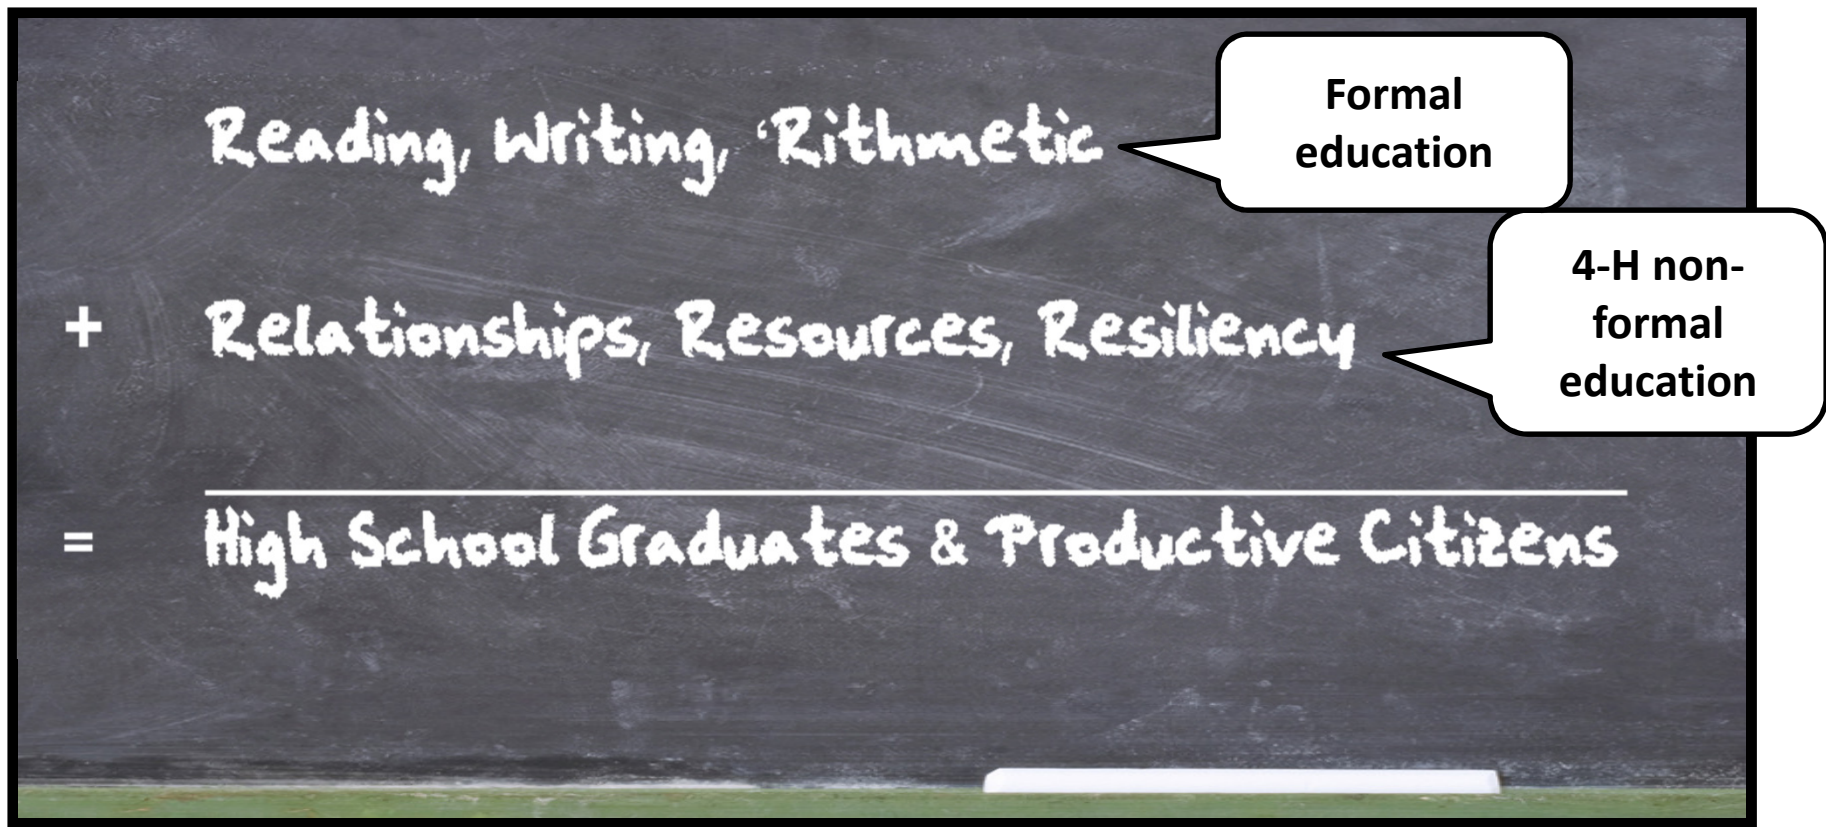 Reading, Writing, ‘Rithmetic
Formal
education
+ Relationships, Resources, Resiliency
4-H non-
formal
education
= High School Graduates & Productive Citizens